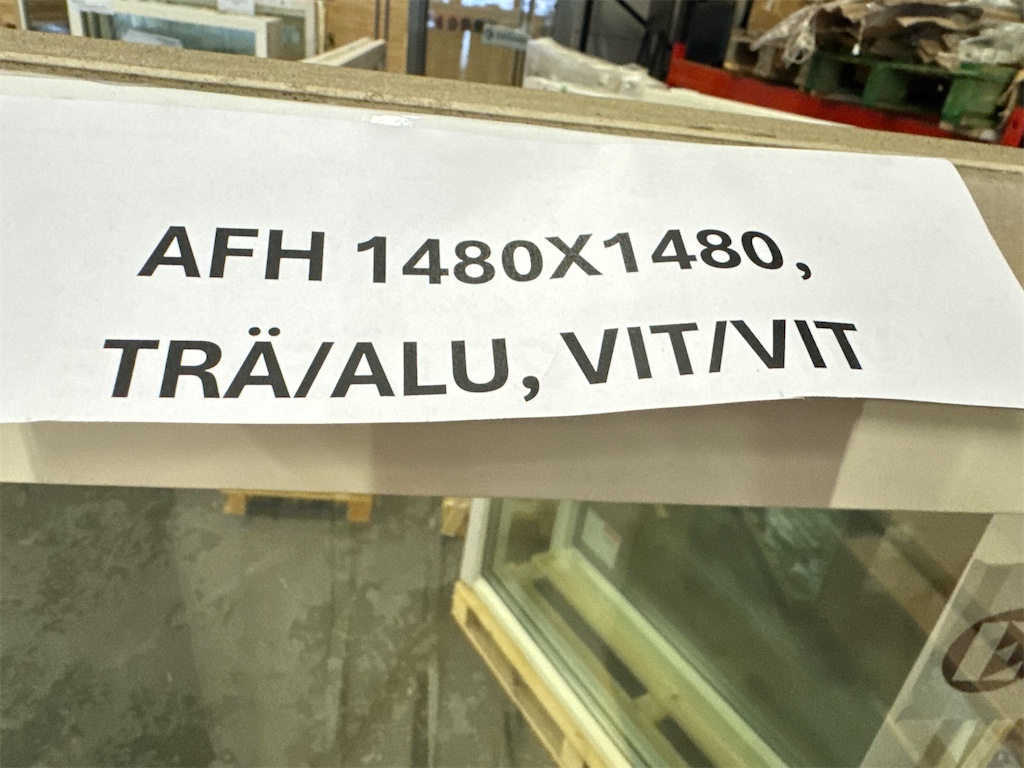 AFH 1480X1480,
TRÄ/ALU, VIT/VIT